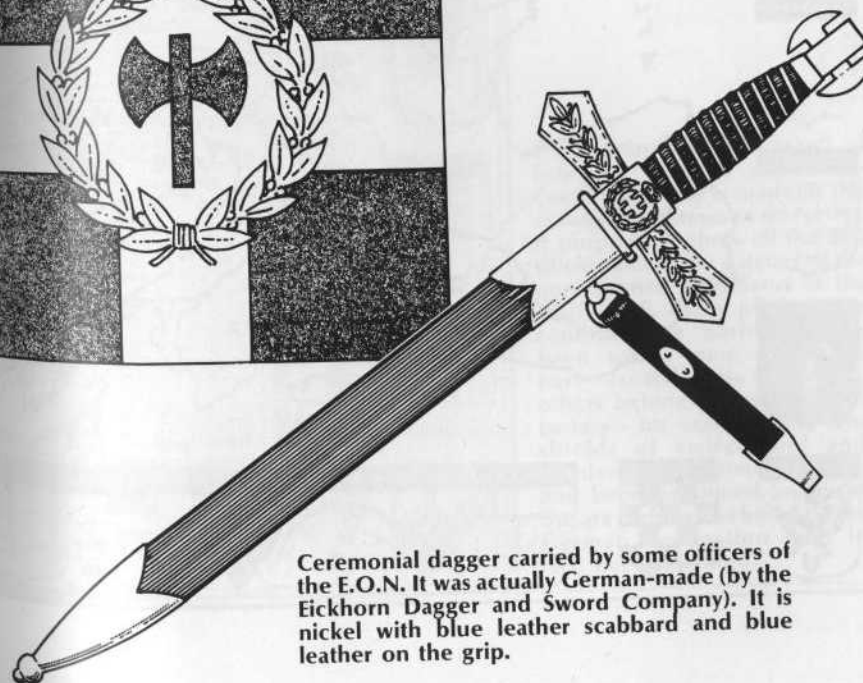 Ceremonial dagger carried by some officers of
the E.O.N. It was actually German-made (by the
Eickhorn Dagger and Sword Company). It is
nickel with blue leather scabbard and blue
leather on the grip.